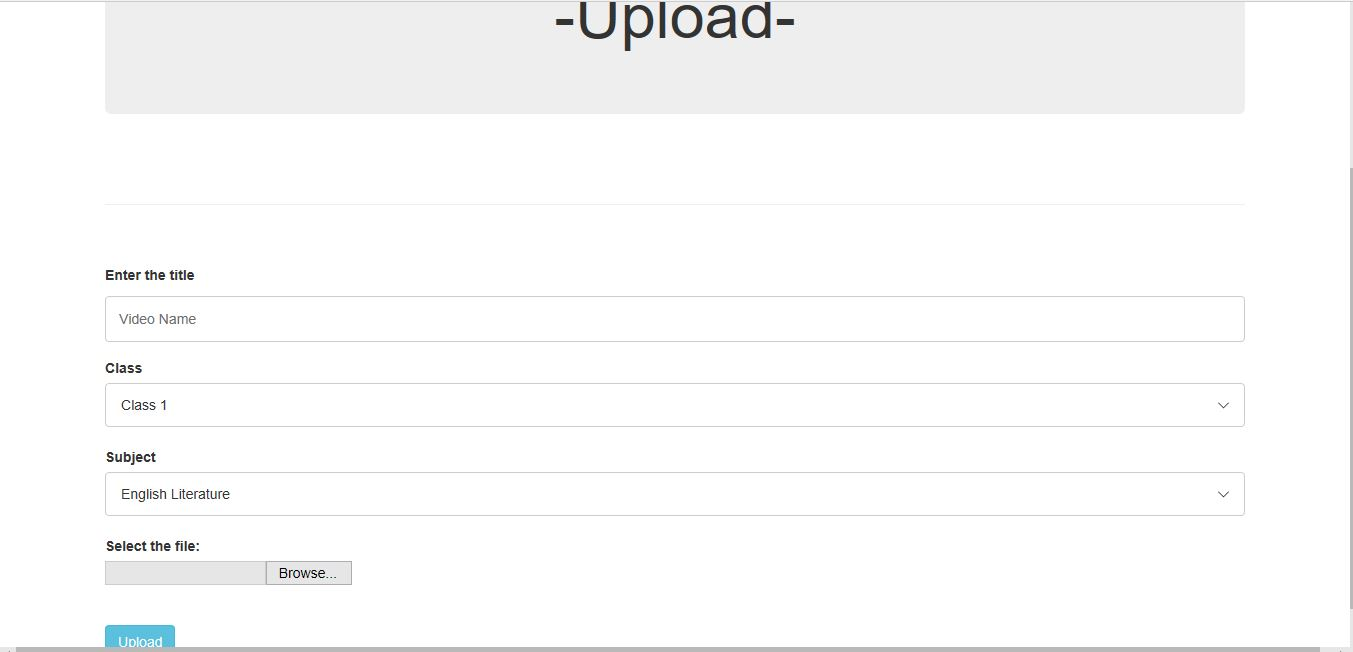 -Upload-
Enter the title
Video Name
Class
Class 1
Subject
English Literature
Select the file:
Browse...
Upload